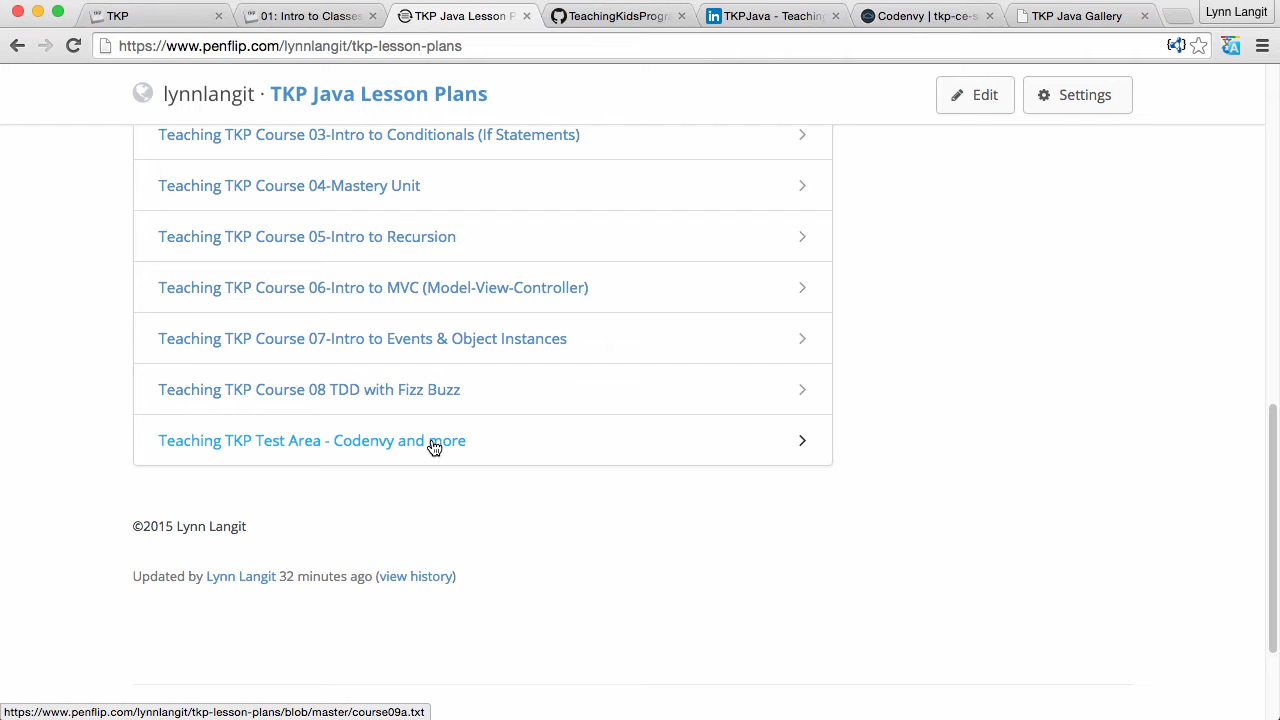 TKP
01: Intro to Classes
TKP Java Lesson P
TeachingKidsProgr
TKPJava - Teaching
Codenvy | tkp-ce-s
TKP Java Gallery
Lynn Langit
https://www.penflip.com/lynnlangit/tkp-lesson-plans
lynnlangit · TKP Java Lesson Plans
Edit
Settings
Teaching TKP Course 03-Intro to Conditionals (If Statements)
Teaching TKP Course 04-Mastery Unit
Teaching TKP Course 05-Intro to Recursion
Teaching TKP Course 06-Intro to MVC (Model-View-Controller)
Teaching TKP Course 07-Intro to Events & Object Instances
Teaching TKP Course 08 TDD with Fizz Buzz
Teaching TKP Test Area - Codenvy and more
©2015 Lynn Langit
Updated by Lynn Langit 32 minutes ago (view history)
https://www.penflip.com/lynnlangit/tkp-lesson-plans/blob/master/course09a.txt